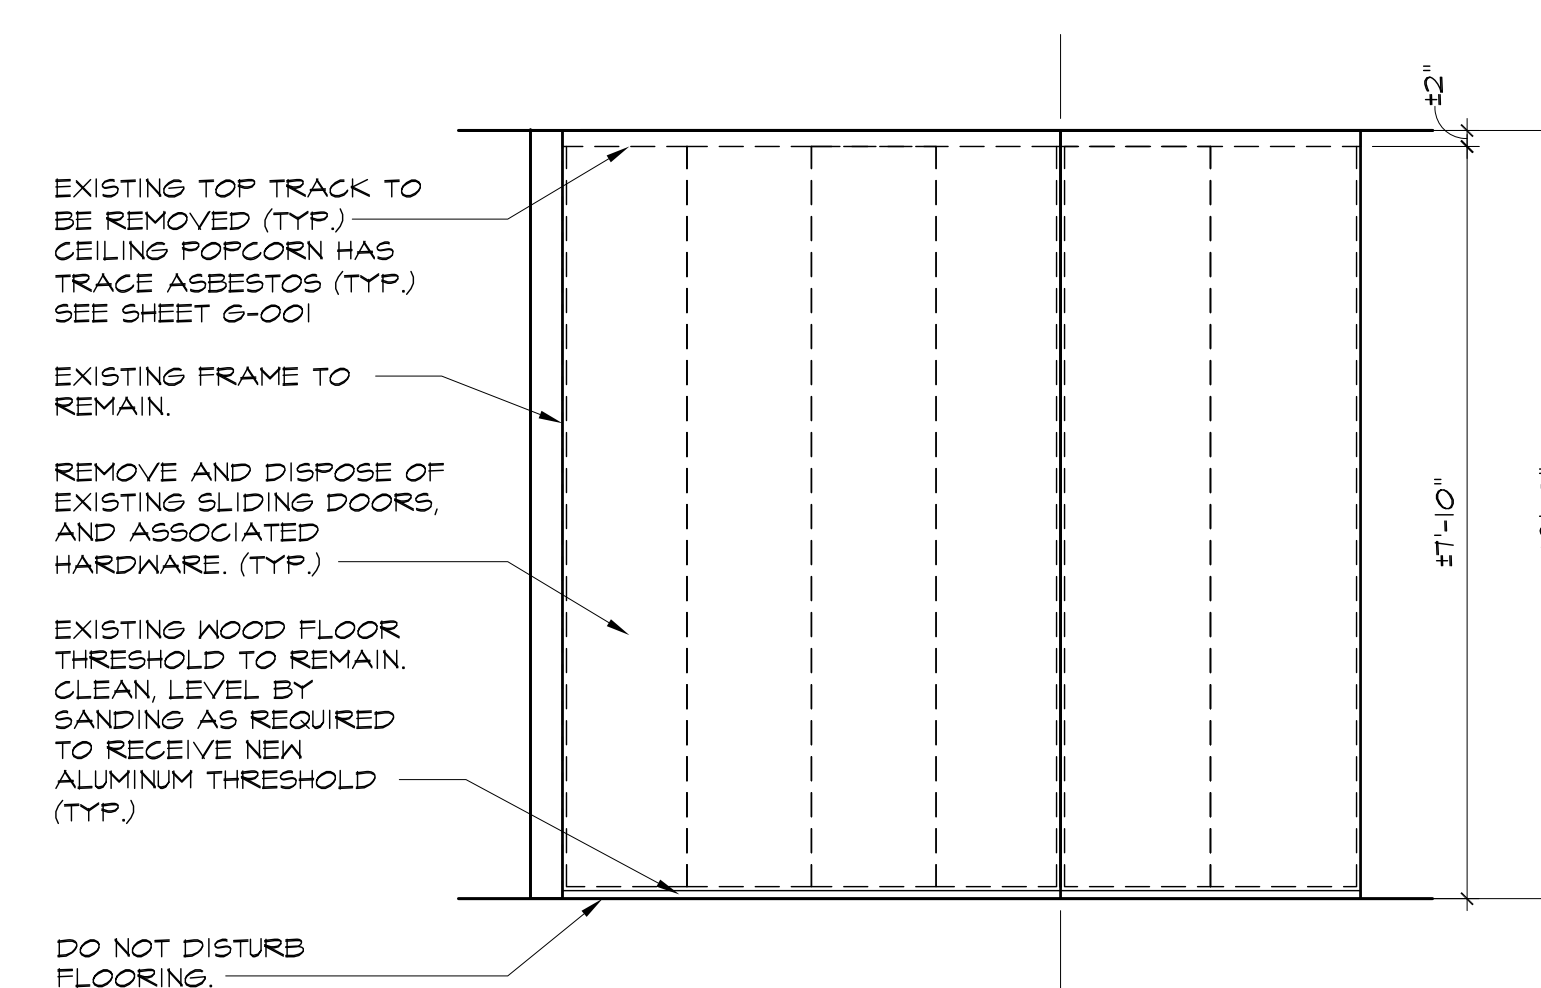 EXISTING TOP TRACK TO
BE REMOVED (TYP.)
CEILING POPCORN HAS
TRACE ASBESTOS (TYP.)
SEE SHEET G-001
EXISTING FRAME TO
REMAIN.
REMOVE AND DISPOSE OF
EXISTING SLIDING DOORS,
AND ASSOCIATED
HARDWARE. (TYP.)
EXISTING WOOD FLOOR
THRESHOLD TO REMAIN.
CLEAN, LEVEL BY
SANDING AS REQUIRED
TO RECEIVE NEW
ALUMINUM THRESHOLD
(TYP.)
DO NOT DISTURB
FLOORING.
±2"
±7'-10"